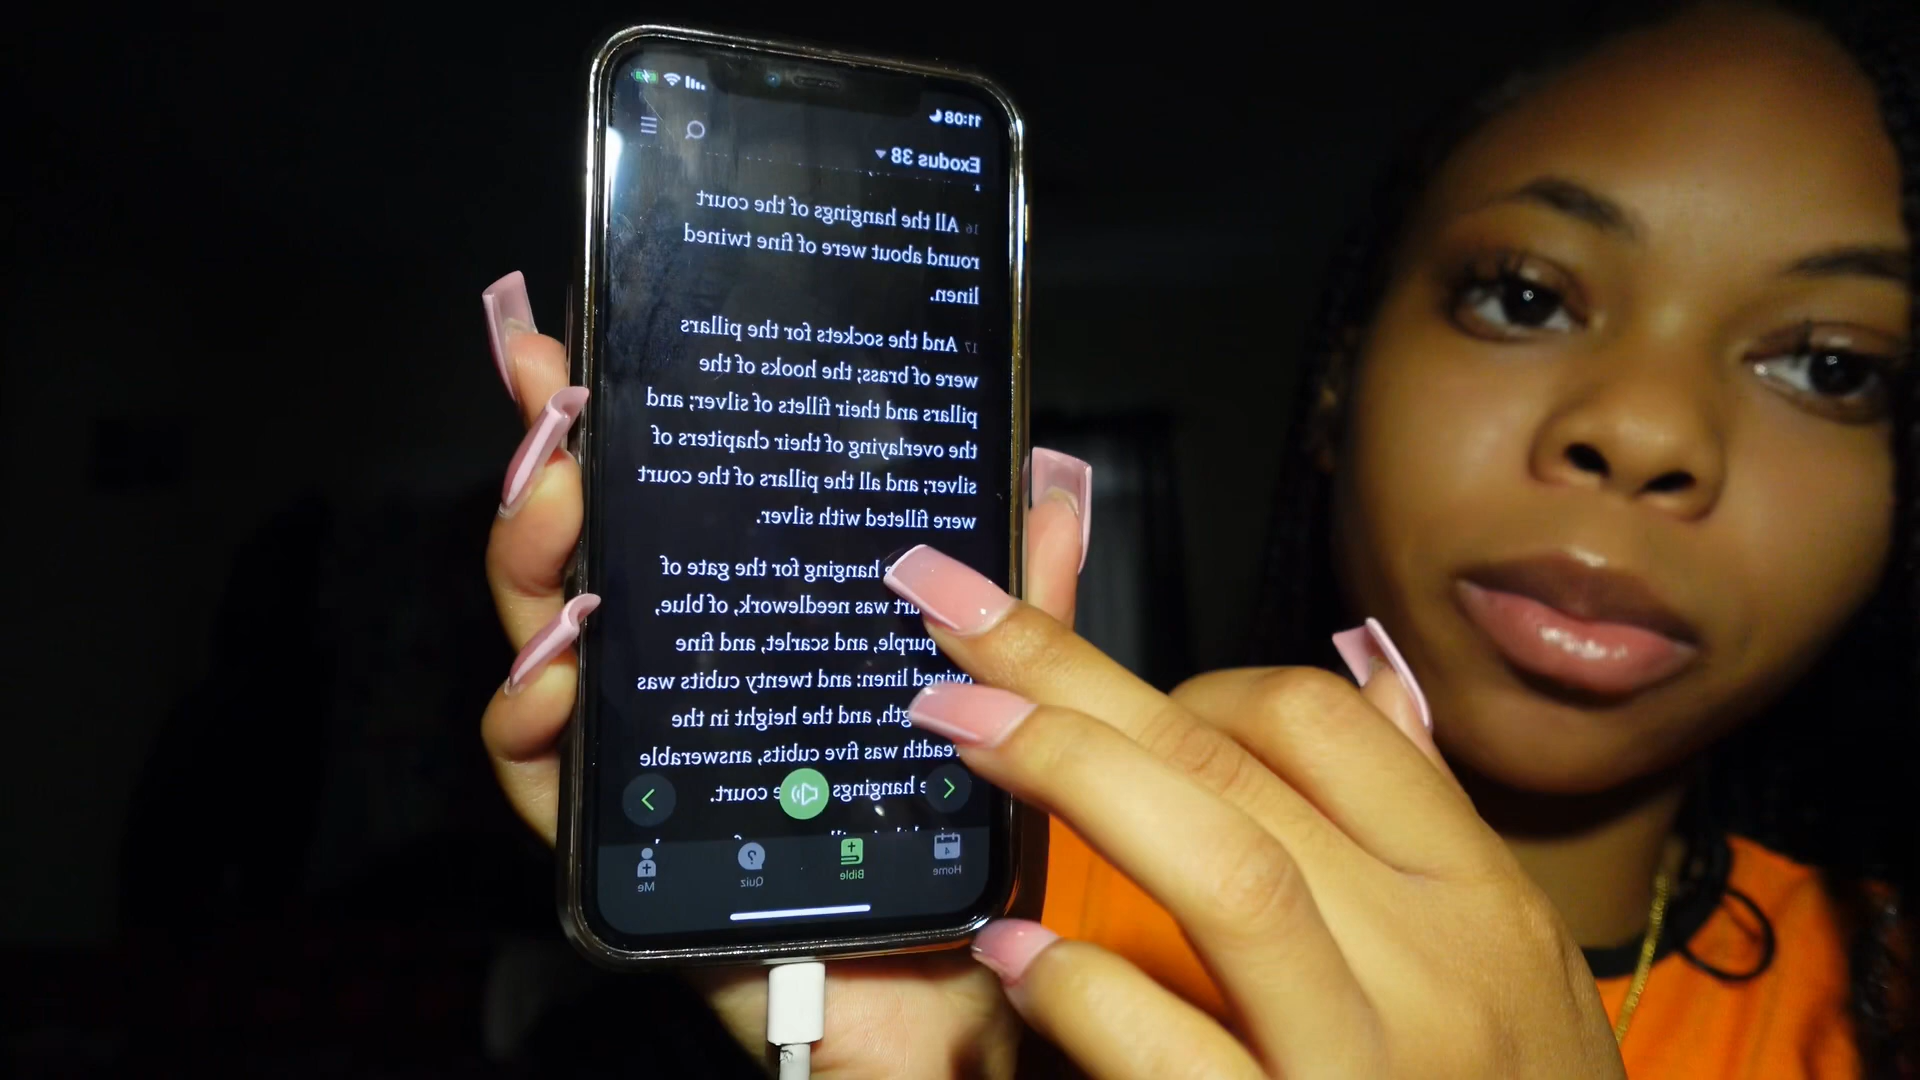 11:08
Exodus 38
16 All the hangings of the court
round about were of fine twined
linen.
17 And the sockets for the pillars
were of brass; the hooks of the
pillars and their fillets of silver; and
the overlaying of their chapiters of
silver; and all the pillars of the court
were filleted with silver.
hanging for the gate of
was needlework, of blue,
purple, and scarlet, and fine
twined linen: and twenty cubits was
and the height in the
was five cubits, answerable
hangings court.
Home Bible Quiz Me
4